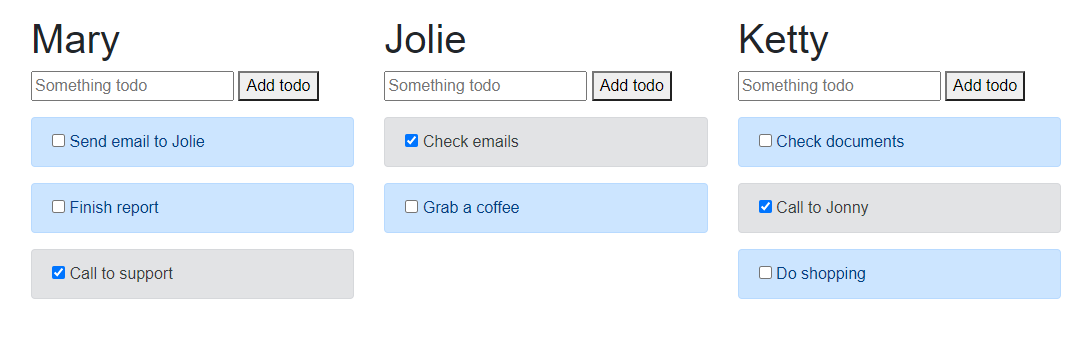 Mary
Something todo Add todo
Send email to Jolie
Finish report
Call to support
Jolie
Something todo Add todo
Check emails
Grab a coffee
Ketty
Something todo Add todo
Check documents
Call to Jonny
Do shopping